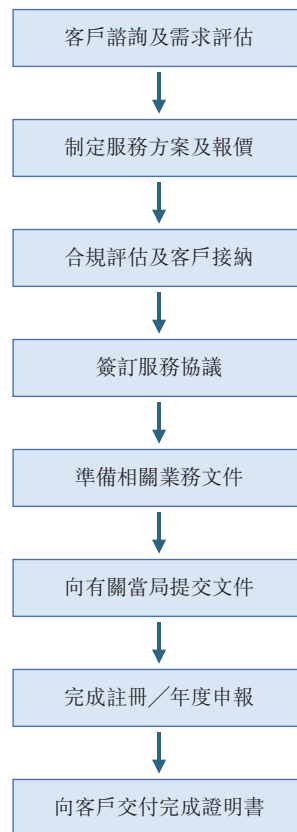 客戶諮詢及需求評估
制定服務方案及報價
合規評估及客戶接納
簽訂服務協議
準備相關業務文件
向有關當局提交文件
完成註冊／年度申報
向客戶交付完成證明書